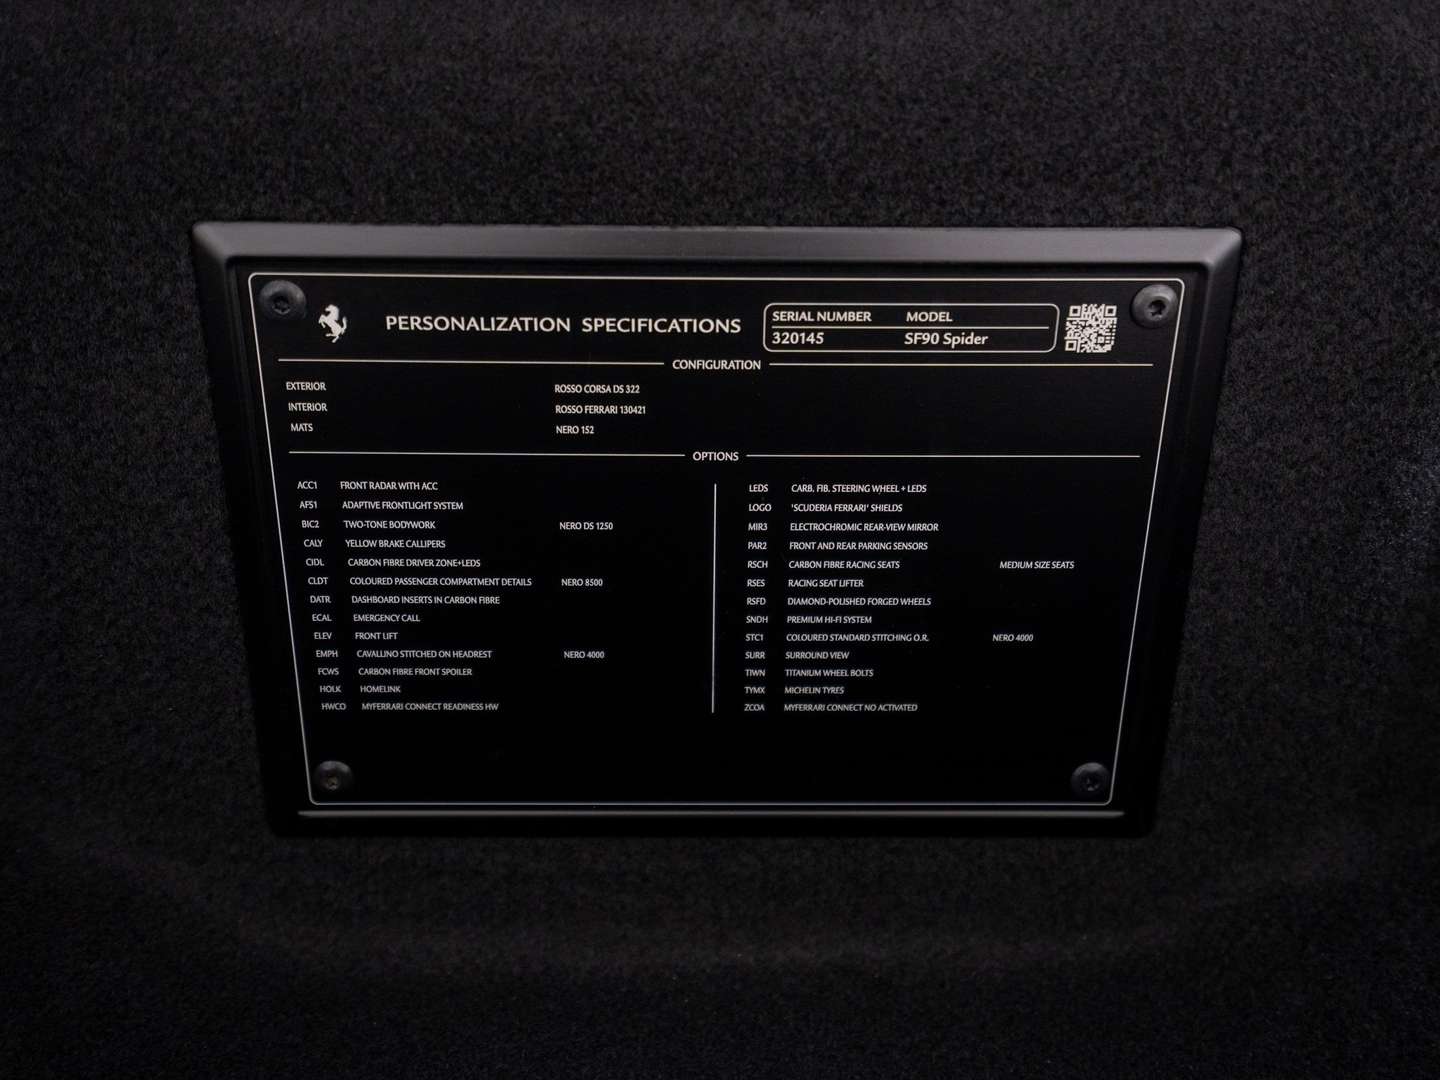 PERSONALIZATION SPECIFICATIONS
SERIAL NUMBER MODEL
320145 SF90 Spider
CONFIGURATION
EXTERIOR ROSSO CORSA DS 322
INTERIOR ROSSO FERRARI 130421
MATS NERO 152
OPTIONS
ACC1 FRONT RADAR WITH ACC
AFS1 ADAPTIVE FRONTLIGHT SYSTEM
BIC2 TWO-TONE BODYWORK NERO DS 1250
CALY YELLOW BRAKE CALLIPERS
CIDL CARBON FIBRE DRIVER ZONE+LEDS
CLDT COLOURED PASSENGER COMPARTMENT DETAILS NERO 8500
DATR DASHBOARD INSERTS IN CARBON FIBRE
ECAL EMERGENCY CALL
ELEV FRONT LIFT
EMPH CAVALLINO STITCHED ON HEADREST NERO 4000
FCWS CARBON FIBRE FRONT SPOILER
HOLK HOMELINK
HWCO MYFERRARI CONNECT READINESS HW
LEDS CARB. FIB. STEERING WHEEL + LEDS
LOGO 'SCUDERIA FERRARI' SHIELDS
MIR3 ELECTROCHROMIC REAR-VIEW MIRROR
PAR2 FRONT AND REAR PARKING SENSORS
RSCH CARBON FIBRE RACING SEATS MEDIUM SIZE SEATS
RSES RACING SEAT LIFTER
RSFD DIAMOND-POLISHED FORGED WHEELS
SNDH PREMIUM HI-FI SYSTEM
STC1 COLOURED STANDARD STITCHING O.R. NERO 4000
SURR SURROUND VIEW
TIWN TITANIUM WHEEL BOLTS
TYMX MICHELIN TYRES
ZCOA MYFERRARI CONNECT NO ACTIVATED